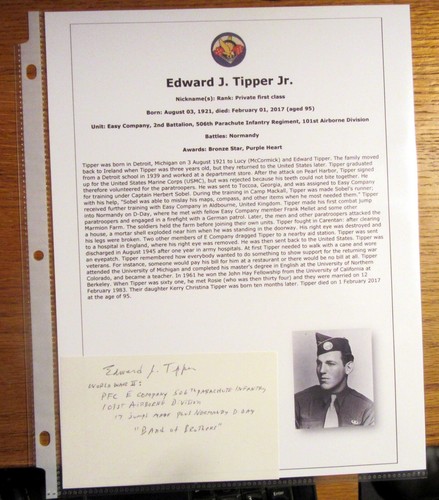 Edward J. Tipper Jr.
Nickname(s): Rank: Private first class
Born: August 03, 1921, died: February 01, 2017 (aged 95)
Unit: Easy Company, 2nd Battalion, 506th Parachute Infantry Regiment, 101st Airborne Division
Battles: Normandy
Awards: Bronze Star, Purple Heart
Tipper was born in Detroit, Michigan on 3 August 1921 to Lucy (McCormick) and Edward Tipper. The family moved
back to Ireland when Tipper was three years old, but they returned to the United States later. Tipper graduated
from a Detroit school in 1939 and worked at a department store. After the attack on Pearl Harbor, Tipper signed
up for the United States Marine Corps (USMC), but was rejected because his teeth could not bite together. He
therefore volunteered for the paratroopers. He was sent to Toccoa, Georgia, and was assigned to Easy Company
for training under Captain Herbert Sobel. During the training in Camp Mackall, Tipper was made Sobel's runner;
with his help, "Sobel was able to mislay his maps, compass, and other items when he most needed them." Tipper
received further training with Easy Company in Aldbourne, United Kingdom. Tipper made his first combat jump
into Normandy on D-Day, where he met with fellow Easy Company member Frank Mellet and some other
paratroopers and engaged in a firefight with a German patrol. Later, the men and other paratroopers attacked the
Marmion Farm. The soldiers held the farm before joining their own units. Tipper fought in Carentan: after clearing
a house, a mortar shell exploded near him when he was standing in the doorway. His right eye was destroyed and
his legs were broken. Two other members of E Company dragged Tipper to a nearby aid station. Tipper was sent
to a hospital in England, where his right eye was removed. He was then sent back to the United States. Tipper was
discharged in August 1945 after one year in army hospitals. At first Tipper needed to walk with a cane and wore
an eyepatch. Tipper remembered how everybody wanted to do something to show support for the returning war
veterans. For instance, someone would pay his bill for him at a restaurant or there would be no bill at all. Tipper
attended the University of Michigan and completed his master's degree in English at the University of Northern
Colorado, and became a teacher. In 1961 he won the John Hay Fellowship from the University of California at
Berkeley. When Tipper was sixty one, he met Rosie (who was then thirty four) and they were married on 12
February 1983. Their daughter Kerry Christina Tipper was born ten months later. Tipper died on 1 February 2017
at the age of 95.
Edward J. Tipper
WORLD WAR II:
PFC E COMPANY 506TH PARACHUTE INFANTRY,
101ST AIRBORNE DIVISION
JUMPS MADE PLUS NORMANDY D DAY
"BAND OF BROTHERS"